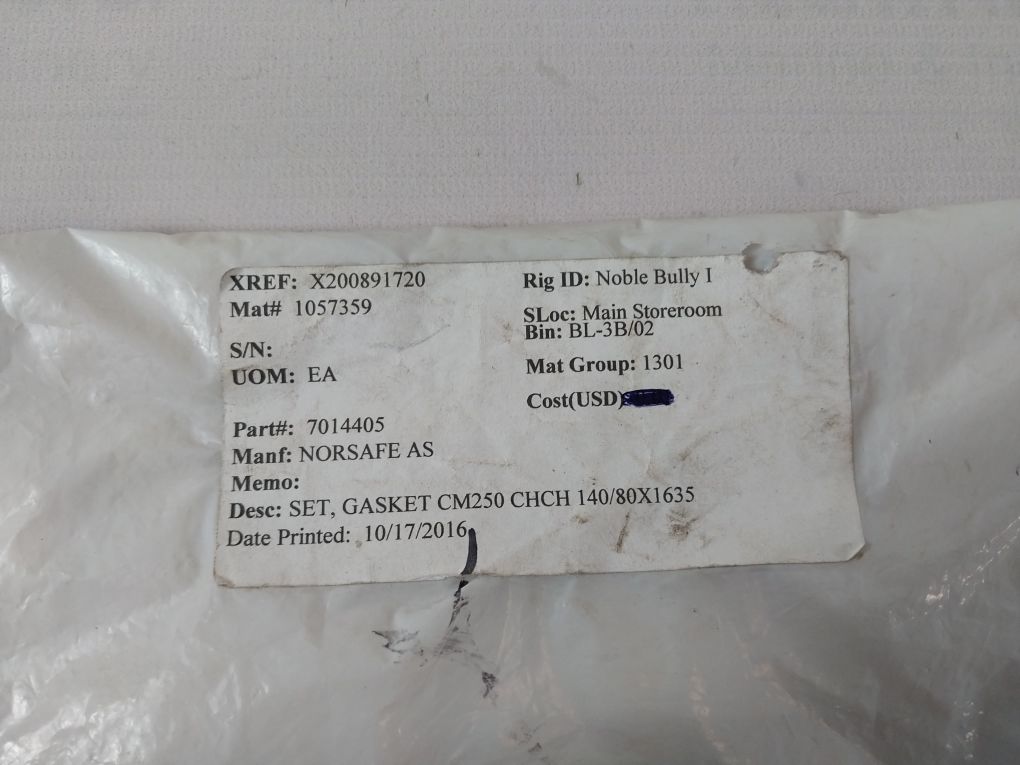 XREF: X200891720
Mat# 1057359
S/N:
UOM: EA
Part#: 7014405
Manf: NORSAFE AS
Memo:
Desc: SET, GASKET CM250 CHCH 140/80X1635
Date Printed: 10/17/2016
Rig ID: Noble Bully I
SLoc: Main Storeroom
Bin: BL-3B/02
Mat Group: 1301
Cost(USD)